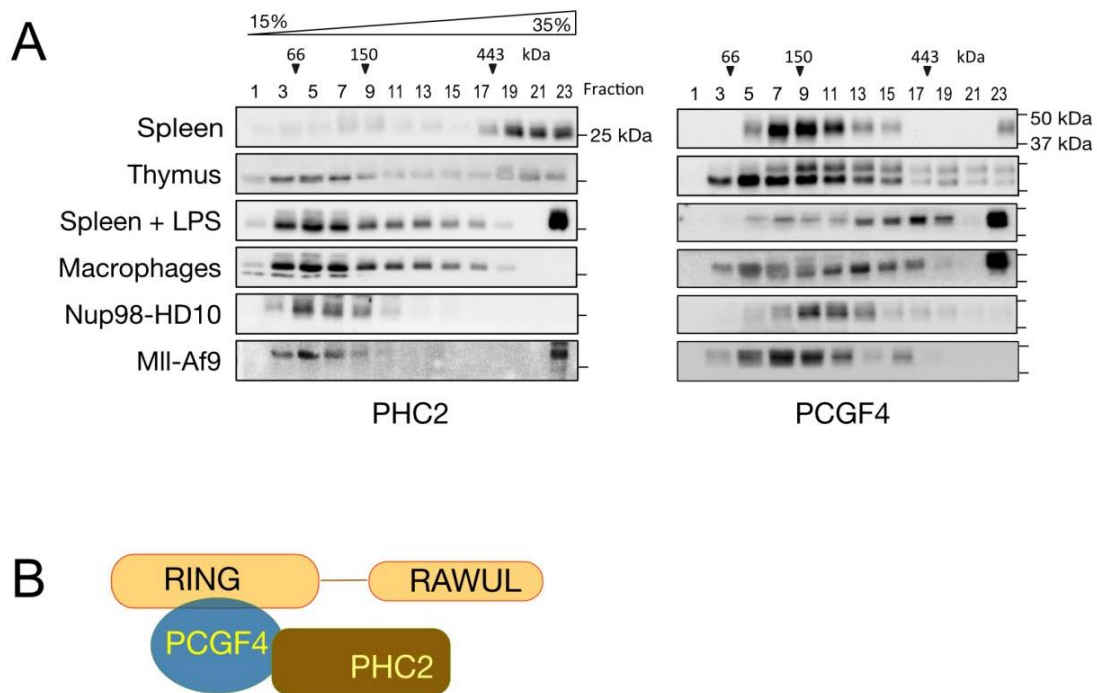 A
15% 35%
66 150 443 kDa
1 3 5 7 9 11 13 15 17 19 21 23 Fraction
66 150 443 kDa
1 3 5 7 9 11 13 15 17 19 21 23
Spleen
25 kDa
50 kDa
37 kDa
Thymus
Spleen + LPS
Macrophages
Nup98-HD10
Mll-Af9
PHC2
PCGF4
B
RING
RAWUL
PCGF4
PHC2